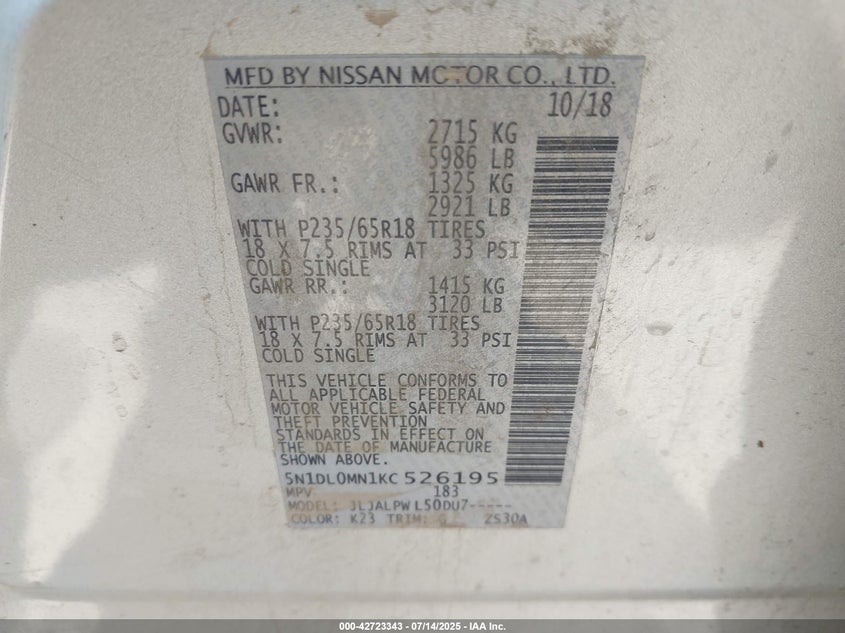 MFD BY NISSAN MOTOR CO., LTD.
DATE: 10/18
GVWR: 2715 KG
5986 LB
GAWR FR.: 1325 KG
2921 LB
WITH P235/65R18 TIRES
18 X 7.5 RIMS AT 33 PSI
COLD SINGLE
GAWR RR.: 1415 KG
3120 LB
WITH P235/65R18 TIRES
18 X 7.5 RIMS AT 33 PSI
COLD SINGLE
THIS VEHICLE CONFORMS TO
ALL APPLICABLE FEDERAL
MOTOR VEHICLE SAFETY AND
THEFT PREVENTION
STANDARDS IN EFFECT ON
THE DATE OF MANUFACTURE
SHOWN ABOVE.
5N1DL0MN1KC 526195
MPV 183
MODEL: JLJALPW L50DU7-----
COLOR: K23 TRIM: G ZS30A
000-42723343 - 07/14/2025 - IAA Inc.